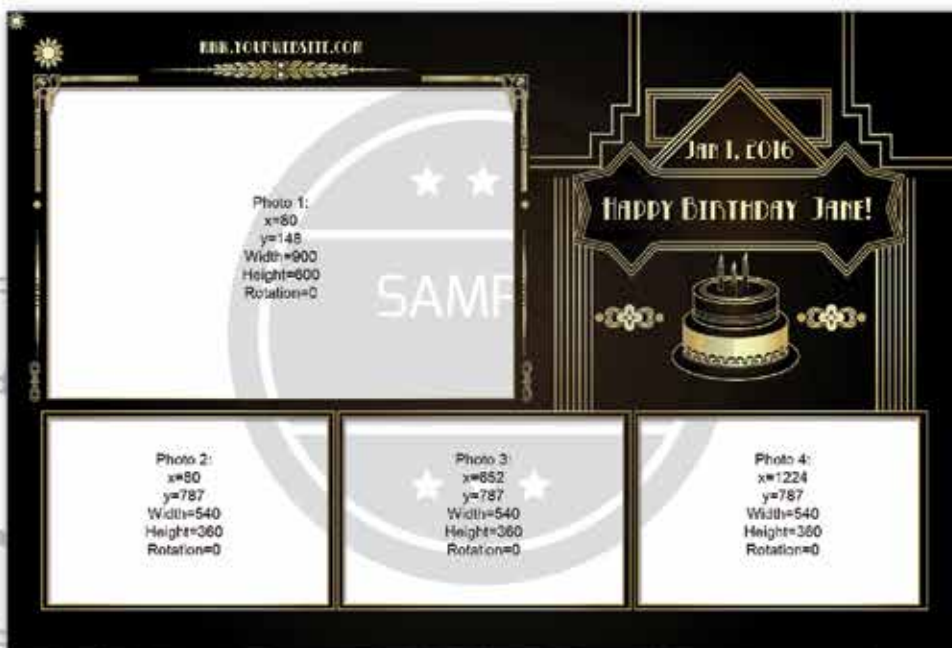 WWW.YOURWEBSITE.COM
Jan 1, 2016
Happy Birthday Jane!
Photo 1:
x=80
y=148
Width=900
Height=600
Rotation=0
SAMP
Photo 2:
x=80
y=787
Width=540
Height=360
Rotation=0
Photo 3:
x=652
y=787
Width=540
Height=360
Rotation=0
Photo 4:
x=1224
y=787
Width=540
Height=360
Rotation=0